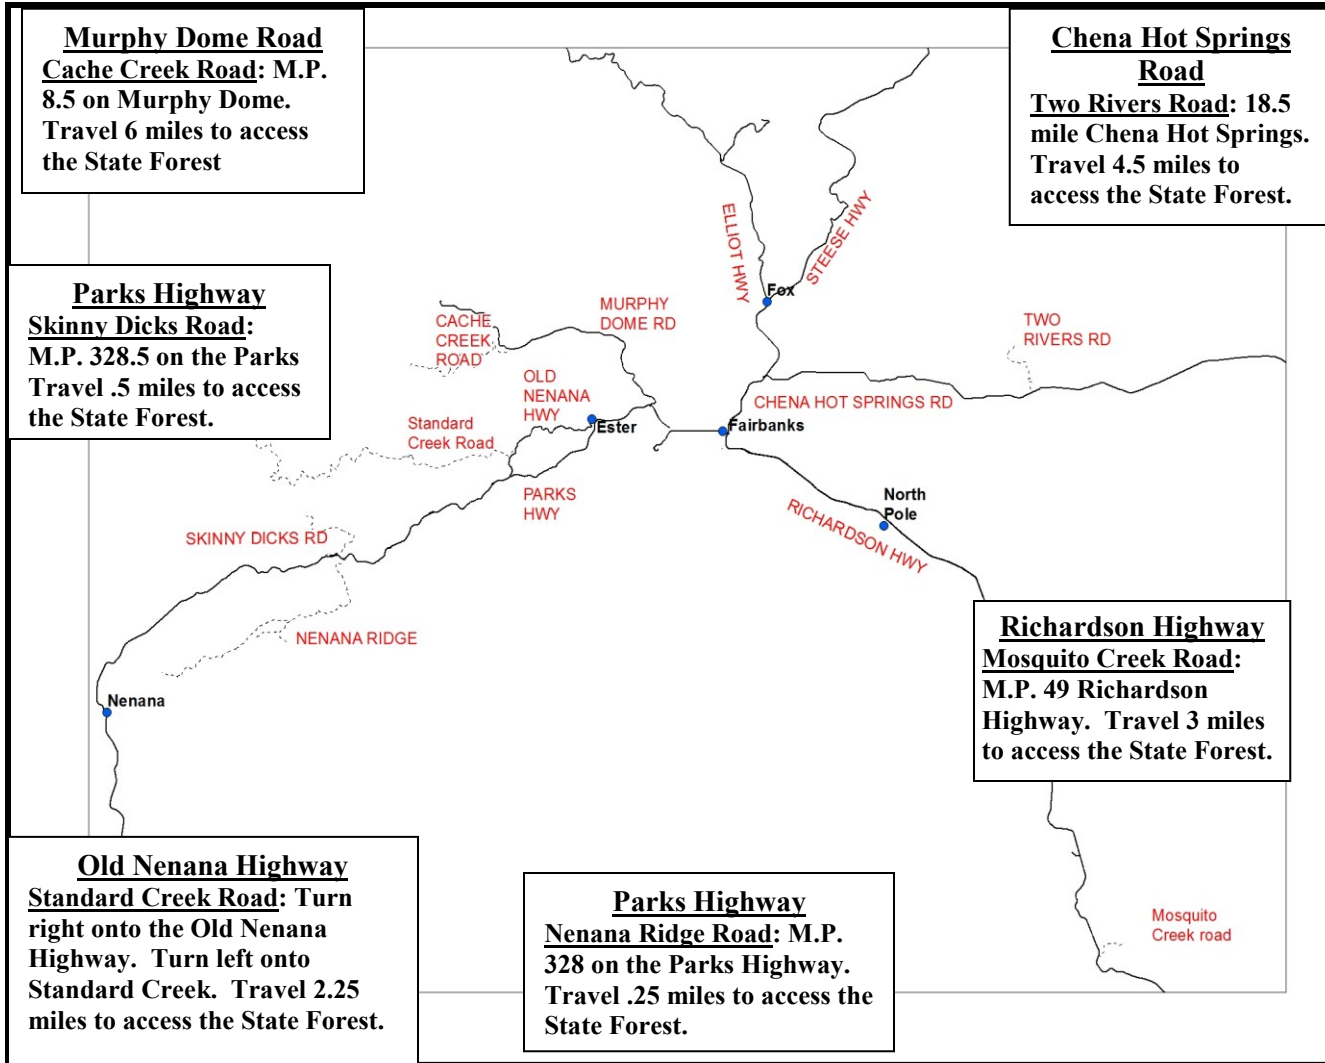 Murphy Dome Road
Cache Creek Road: M.P.
8.5 on Murphy Dome.
Travel 6 miles to access
the State Forest
Chena Hot Springs
Road
Two Rivers Road: 18.5
mile Chena Hot Springs.
Travel 4.5 miles to
access the State Forest.
ELLIOT HWY
STEESE HWY
Fox
Parks Highway
Skinny Dicks Road:
M.P. 328.5 on the Parks
Travel .5 miles to access
the State Forest.
CACHE
CREEK
ROAD
MURPHY
DOME RD
TWO
RIVERS RD
OLD
NENANA
HWY
CHENA HOT SPRINGS RD
Standard
Creek Road
Ester
Fairbanks
PARKS
HWY
North
Pole
RICHARDSON HWY
SKINNY DICKS RD
NENANA RIDGE
Nenana
Richardson Highway
Mosquito Creek Road:
M.P. 49 Richardson
Highway. Travel 3 miles
to access the State Forest.
Old Nenana Highway
Standard Creek Road: Turn
right onto the Old Nenana
Highway. Turn left onto
Standard Creek. Travel 2.25
miles to access the State Forest.
Parks Highway
Nenana Ridge Road: M.P.
328 on the Parks Highway.
Travel .25 miles to access the
State Forest.
Mosquito
Creek road